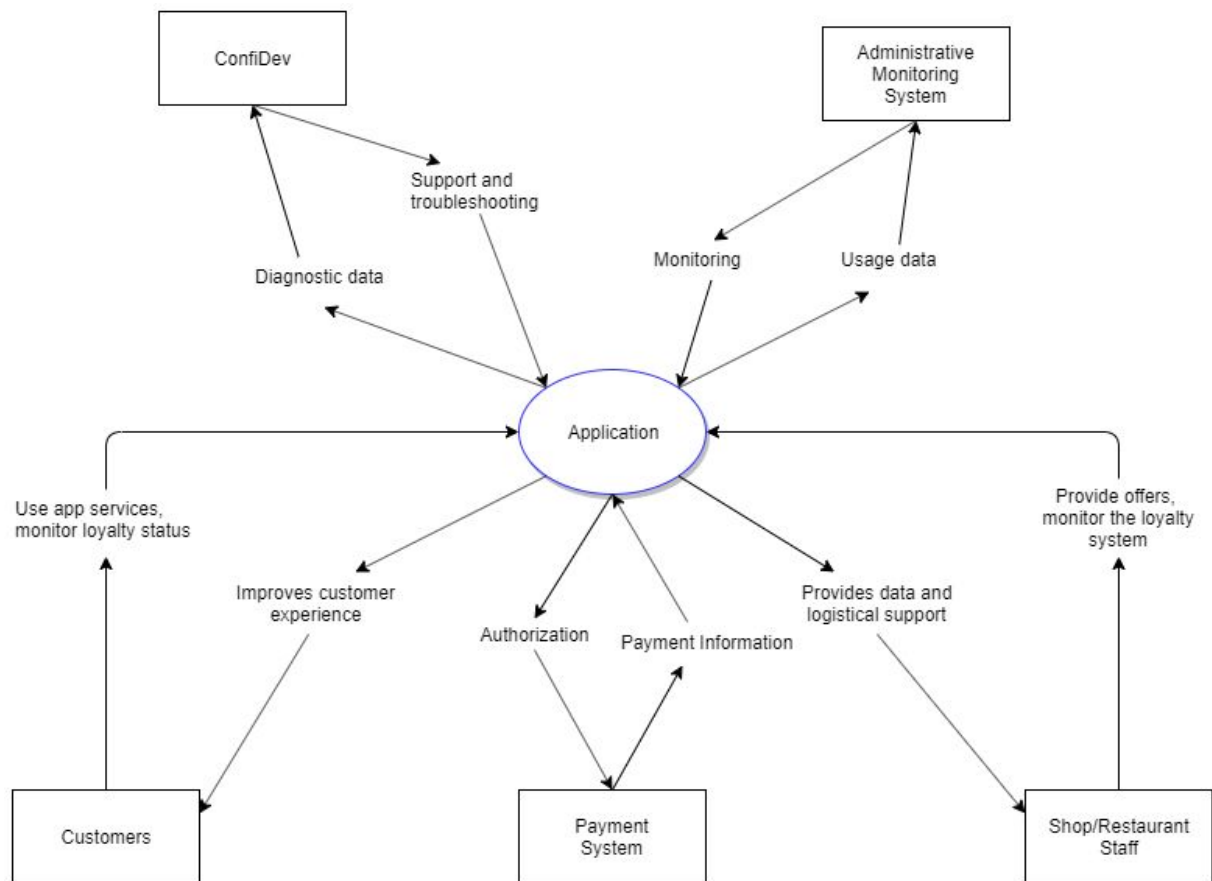 ConfiDev
Administrative
Monitoring
System
Support and
troubleshooting
Monitoring
Usage data
Diagnostic data
Application
Use app services,
monitor loyalty status
Provide offers,
monitor the loyalty
system
Improves customer
experience
Authorization
Payment Information
Provides data and
logistical support
Customers
Payment
System
Shop/Restaurant
Staff